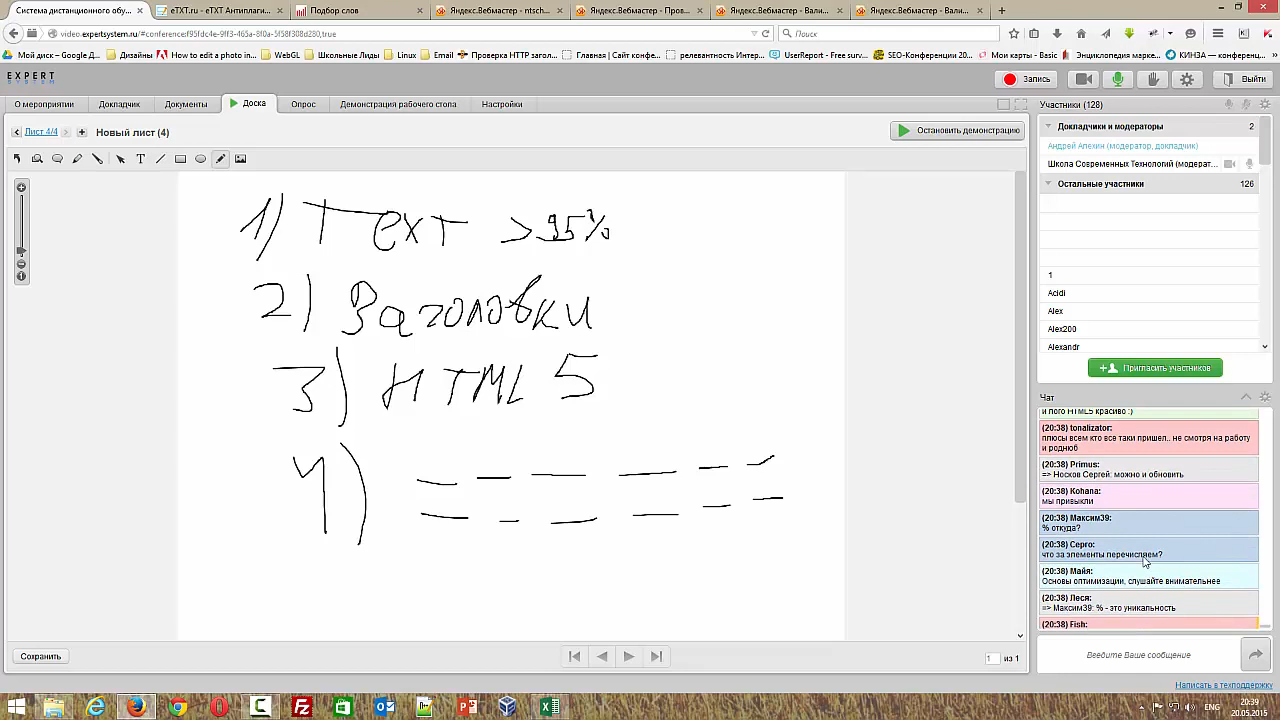 Система дистанционного обу...
eTXT.ru - eTXT Антиплаги...
Подбор слов
Яндекс.Вебмастер - ntsch...
Яндекс.Вебмастер - Пров...
Яндекс.Вебмастер - Вали...
Яндекс.Вебмастер - Вали...
video.expertsystem.ru/#conference:f95fdc4e-9ff3-465a-8f0a-5f58f308d280,true
Поиск
Мой диск – Google D...
Дизайны
How to edit a photo in...
WebGL
Школьные Лиды
Linux
Email
Проверка HTTP загол...
Главная | Сайт конфе...
релевантность Интер...
UserReport - Free surv...
SEO-Конференции 20...
Мои карты - Basic
Энциклопедия марке...
КИНЗА — конференц...
EXPERT
SYSTEM
Запись
Выйти
О мероприятии
Докладчик
Документы
Доска
Опрос
Демонстрация рабочего стола
Настройки
Участники (128)
Лист 4/4
Новый лист (4)
Остановить демонстрацию
Докладчики и модераторы 2
Андрей Алехин (модератор, докладчик)
Школа Современных Технологий (модерат...
Остальные участники 126
1
Acidi
Alex
Alex200
Alexandr
Пригласить участников
1) Text >95%
2) Заголовки
3) HTML 5
4)
Чат
и лого HTML5 красиво :)
(20:38) tonalizator:
плюсы всем кто все таки пришел.. не смотря на работу
и роднюб
(20:38) Primus:
=> Носков Сергей: можно и обновить
(20:38) Kohana:
мы привыкли
(20:38) Максим39:
% откуда?
(20:38) Серго:
что за элементы перечисляем?
(20:38) Майя:
Основы оптимизации, слушайте внимательнее
(20:38) Леся:
=> Максим39: % - это уникальность
(20:38) Fish:
Введите Ваше сообщение
Сохранить
1 из 1
Написать в техподдержку
ENG
20:39
20.05.2015